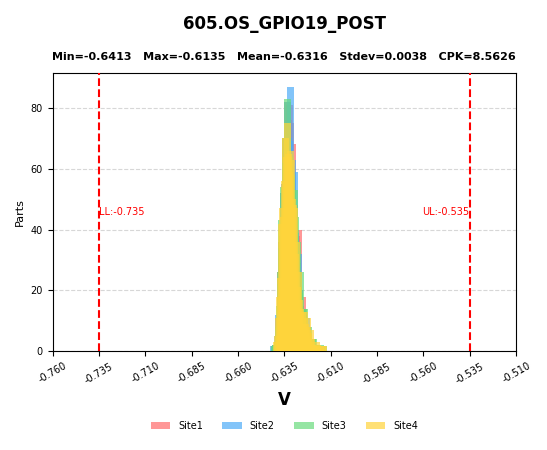 605.OS_GPIO19_POST
Min=-0.6413 Max=-0.6135 Mean=-0.6316 Stdev=0.0038 CPK=8.5626
80
60
40
20
0
Parts
LL:-0.735
UL:-0.535
-0.760 -0.735 -0.710 -0.685 -0.660 -0.635 -0.610 -0.585 -0.560 -0.535 -0.510
V
Site1 Site2 Site3 Site4